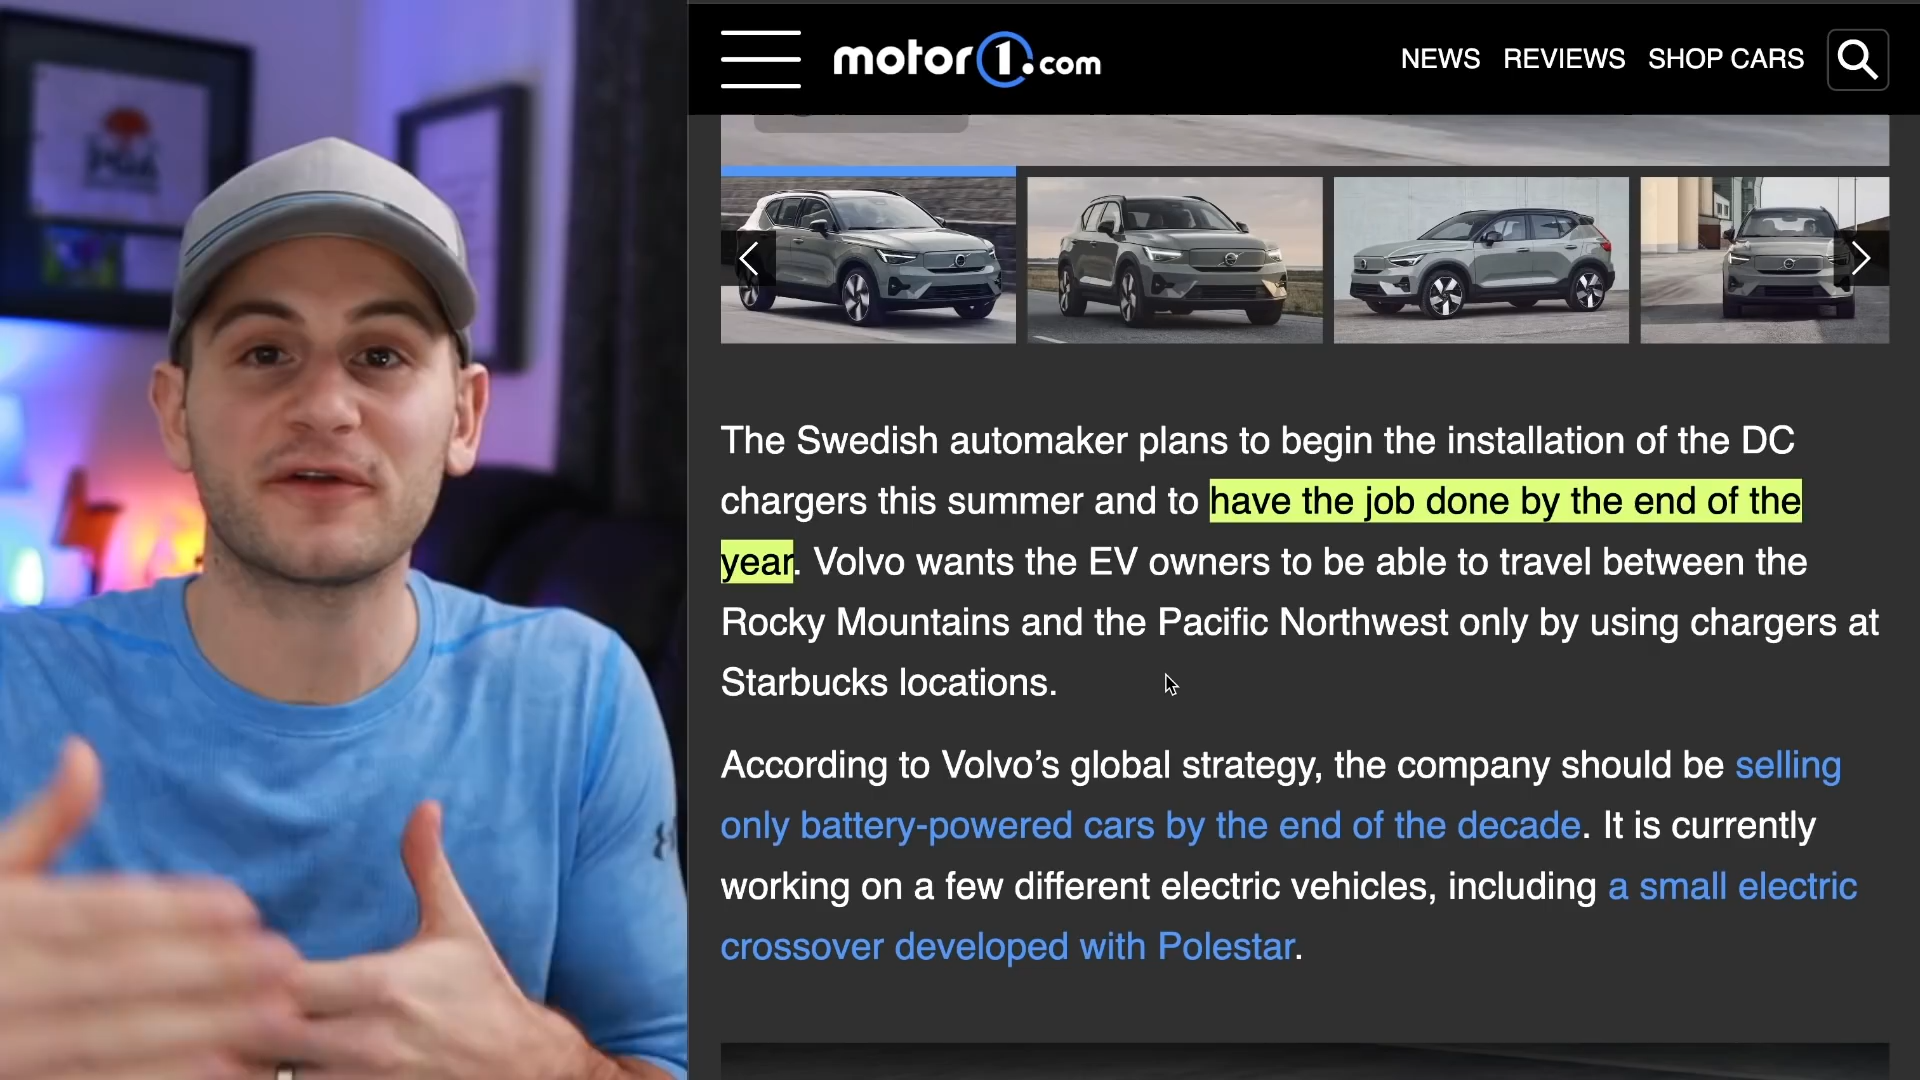 motor1.com
NEWS REVIEWS SHOP CARS
The Swedish automaker plans to begin the installation of the DC
chargers this summer and to have the job done by the end of the
year. Volvo wants the EV owners to be able to travel between the
Rocky Mountains and the Pacific Northwest only by using chargers at
Starbucks locations.
According to Volvo’s global strategy, the company should be selling
only battery-powered cars by the end of the decade. It is currently
working on a few different electric vehicles, including a small electric
crossover developed with Polestar.